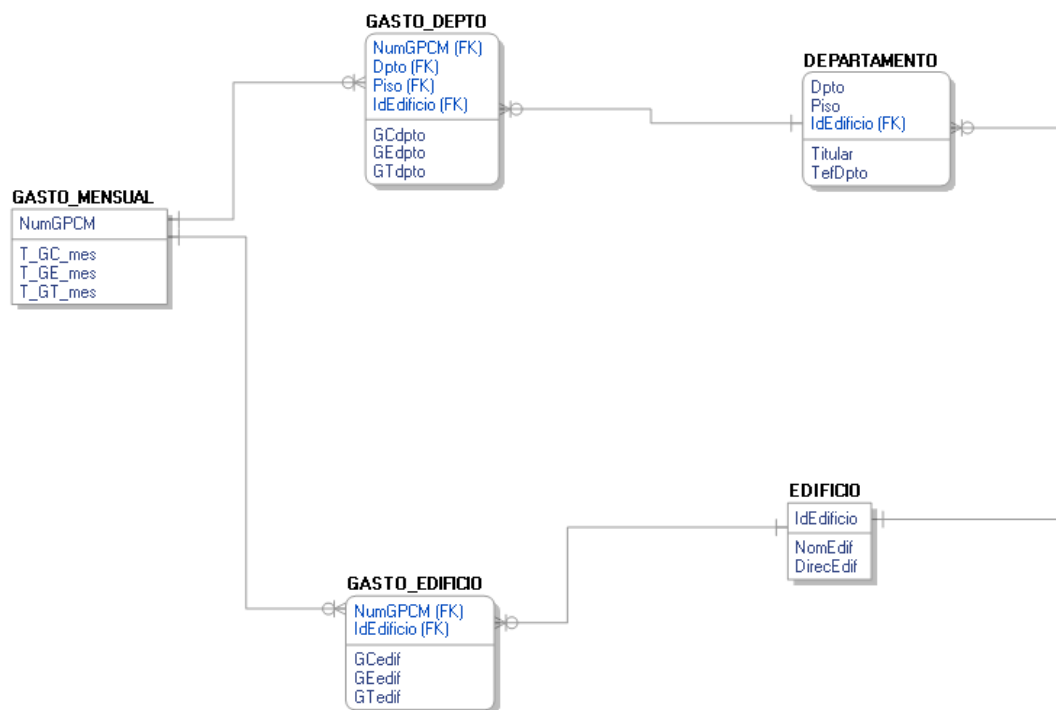 GASTO_DEPTO
NumGPCM (FK)
Dpto (FK)
Piso (FK)
IdEdificio (FK)
GCdpto
GEdpto
GTdpto
DEPARTAMENTO
Dpto
Piso
IdEdificio (FK)
Titular
TefDpto
GASTO_MENSUAL
NumGPCM
T_GC_mes
T_GE_mes
T_GT_mes
EDIFICIO
IdEdificio
NomEdif
DirecEdif
GASTO_EDIFICIO
NumGPCM (FK)
IdEdificio (FK)
GCedif
GEedif
GTedif